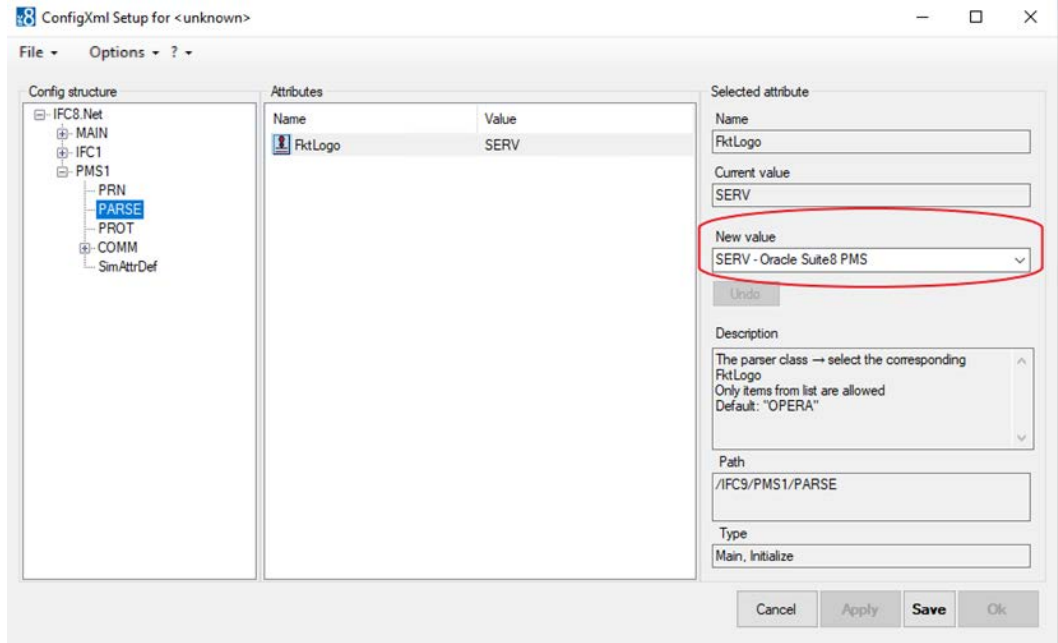 ConfigXml Setup for <unknown>
File
Options
?
Config structure
IFC8.Net
MAIN
IFC1
PMS1
PRN
PARSE
PROT
COMM
SimAttrDef
Attributes
Name Value
FktLogo SERV
Selected attribute
Name
FktLogo
Current value
SERV
New value
SERV - Oracle Suite8 PMS
Undo
Description
The parser class → select the corresponding
FktLogo
Only items from list are allowed
Default: "OPERA"
Path
/IFC9/PMS1/PARSE
Type
Main, Initialize
Cancel Apply Save Ok